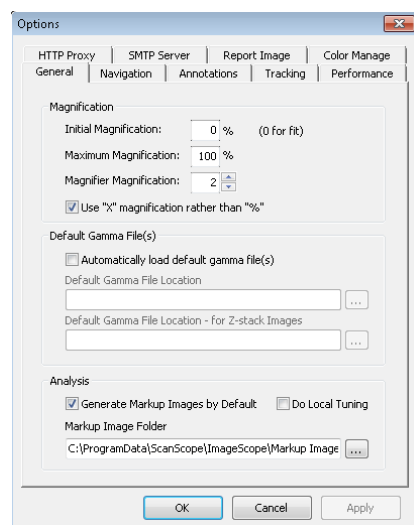 Options
HTTP Proxy SMTP Server Report Image Color Manage
General Navigation Annotations Tracking Performance
Magnification
Initial Magnification: 0 % (0 for fit)
Maximum Magnification: 100 %
Magnifier Magnification: 2
Use "X" magnification rather than "%"
Default Gamma File(s)
Automatically load default gamma file(s)
Default Gamma File Location
...
Default Gamma File Location - for Z-stack Images
...
Analysis
Generate Markup Images by Default Do Local Tuning
Markup Image Folder
C:\ProgramData\ScanScope\ImageScope\Markup Image ...
OK Cancel Apply